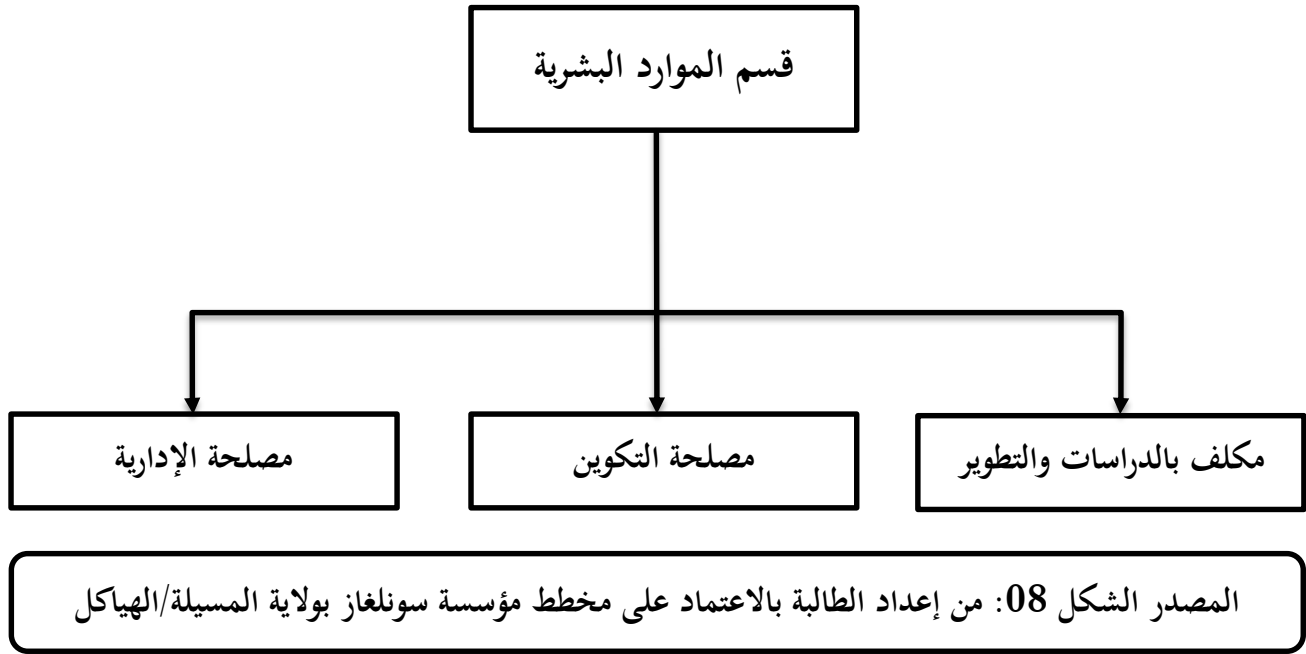 قسم الموارد البشرية
مكلف بالدراسات والتطوير
مصلحة التكوين
مصلحة الإدارية
المصدر الشكل 08: من إعداد الطالبة بالاعتماد على مخطط مؤسسة سونلغاز بولاية المسيلة/الهياكل